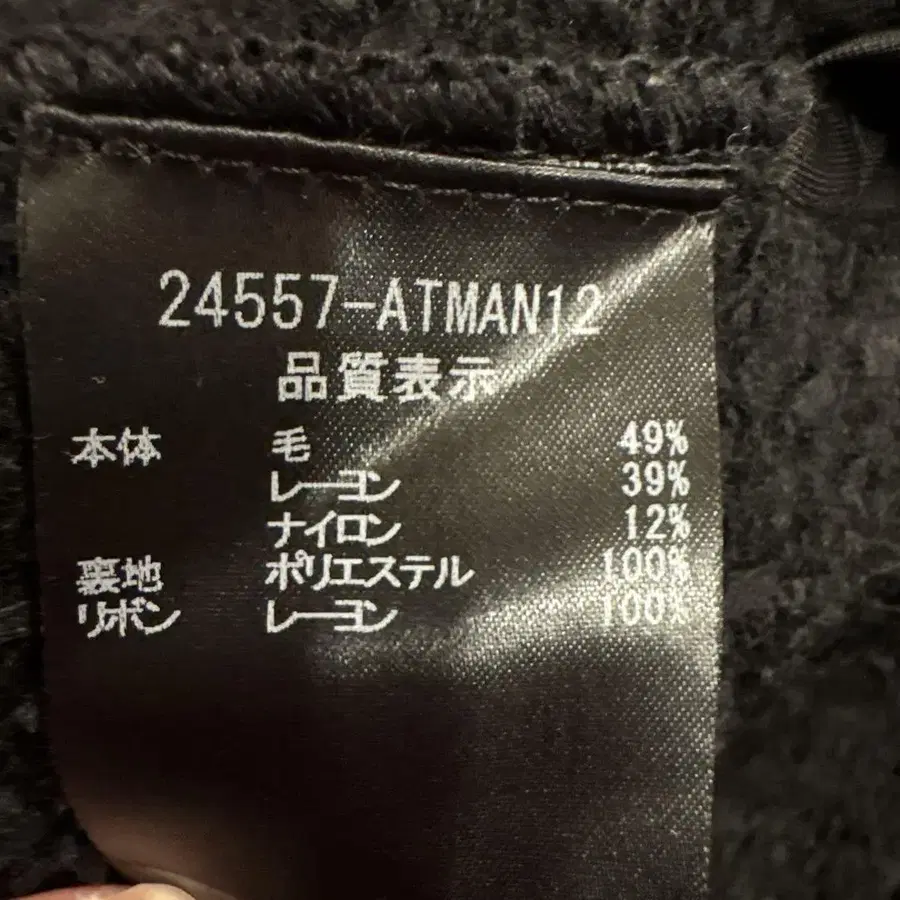 24557-ATMAN12
品質表示
本体 毛 49%
レーヨン 39%
ナイロン 12%
裏地 ポリエステル 100%
リボン レーヨン 100%